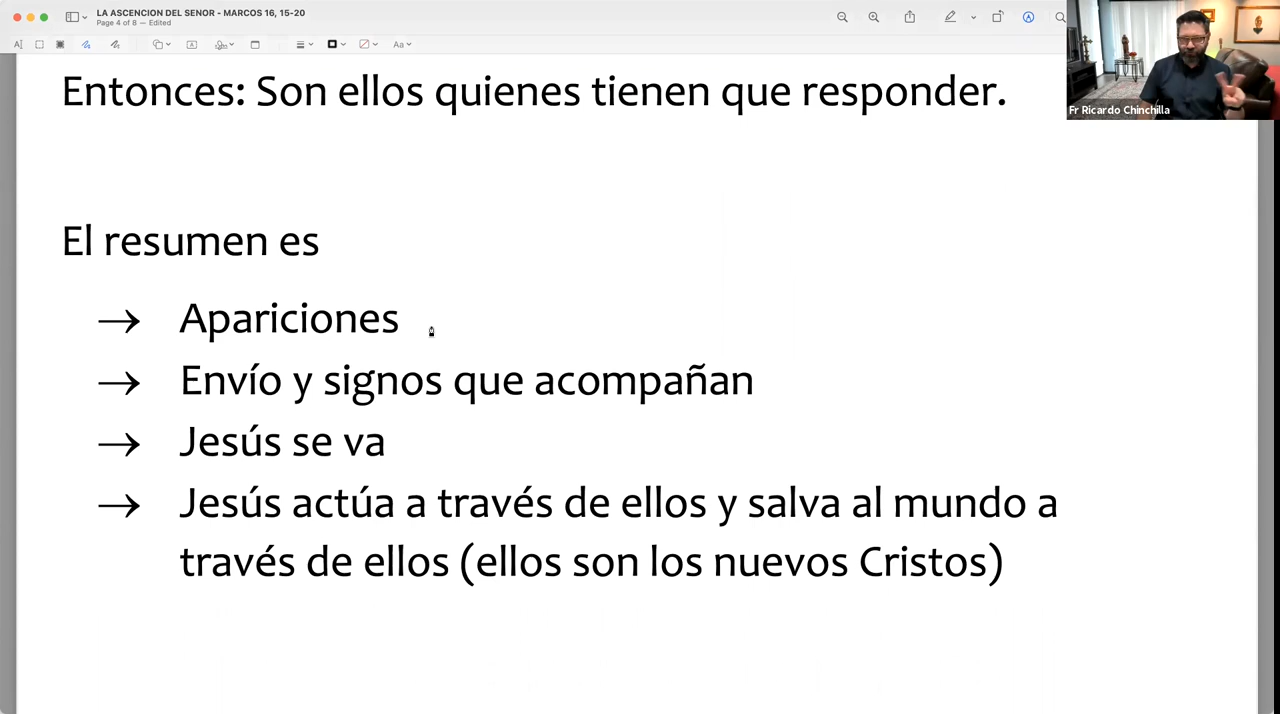 LA ASCENCION DEL SENOR - MARCOS 16, 15-20
Page 4 of 8 — Edited
Aa
Fr Ricardo Chinchilla
Entonces: Son ellos quienes tienen que responder.
El resumen es
→ Apariciones
→ Envío y signos que acompañan
→ Jesús se va
→ Jesús actúa a través de ellos y salva al mundo a
través de ellos (ellos son los nuevos Cristos)